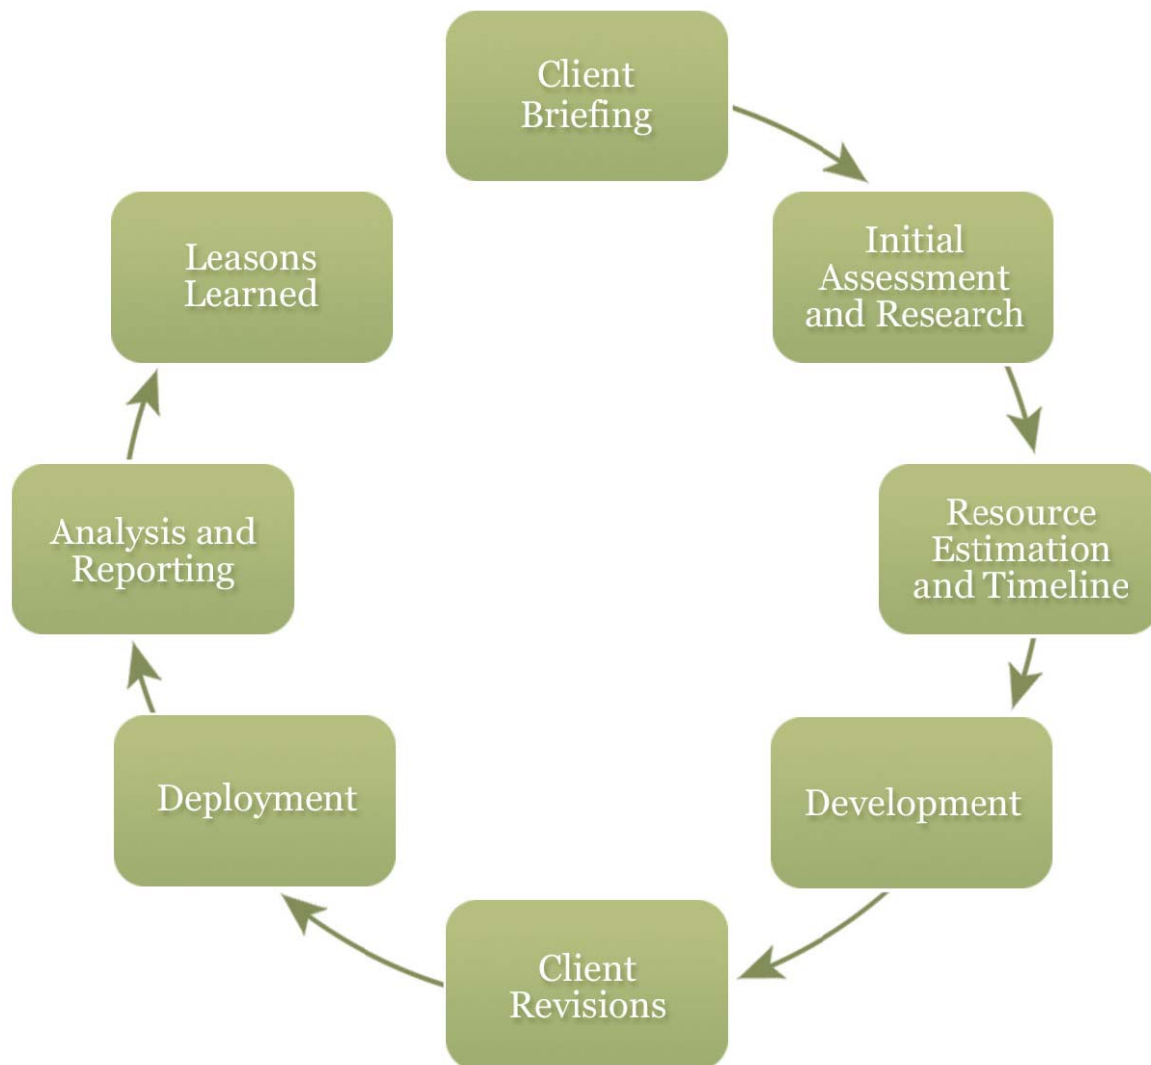 Client
Briefing
Initial
Assessment
and Research
Resource
Estimation
and Timeline
Development
Client
Revisions
Deployment
Analysis and
Reporting
Leasons
Learned